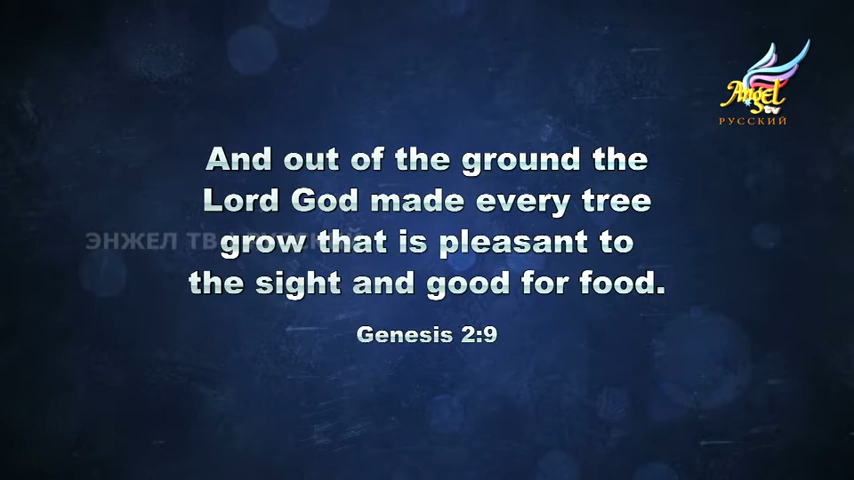 Angel
tv
РУССКИЙ
And out of the ground the
Lord God made every tree
grow that is pleasant to
the sight and good for food.
Genesis 2:9
ЭНЖЕЛ ТВ